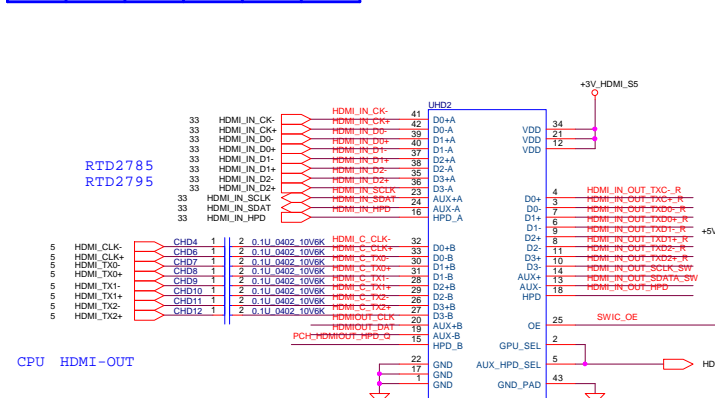 +3V_HDMI_S5
UHD2
33 HDMI_IN_CK- HDMI_IN_CK- 41 D0+A
33 HDMI_IN_CK+ HDMI_IN_CK+ 42 D0-A VDD 34
33 HDMI_IN_D0- HDMI_IN_D0- 39 D1+A VDD 21
33 HDMI_IN_D0+ HDMI_IN_D0+ 40 D1-A VDD 12
33 HDMI_IN_D1- HDMI_IN_D1- 37 D2+A
33 HDMI_IN_D1+ HDMI_IN_D1+ 38 D2-A
33 HDMI_IN_D2- HDMI_IN_D2- 35 D3+A
33 HDMI_IN_D2+ HDMI_IN_D2+ 36 D3-A
33 HDMI_IN_SCLK HDMI_IN_SCLK 23 AUX+A
33 HDMI_IN_SDAT HDMI_IN_SDAT 24 AUX-A
33 HDMI_IN_HPD HDMI_IN_HPD 16 HPD_A
RTD2785
RTD2795
D0+ 4 HDMI_IN_OUT_TXC-_R
D0- 3 HDMI_IN_OUT_TXC+_R
D1+ 7 HDMI_IN_OUT_TXD0-_R
D1- 6 HDMI_IN_OUT_TXD0+_R
D2+ 9 HDMI_IN_OUT_TXD1-_R
D2- 8 HDMI_IN_OUT_TXD1+_R
D3+ 11 HDMI_IN_OUT_TXD2-_R
D3- 10 HDMI_IN_OUT_TXD2+_R
AUX+ 14 HDMI_IN_OUT_SCLK_SW
AUX- 13 HDMI_IN_OUT_SDATA_SW
HPD 18 HDMI_IN_OUT_HPD
+5V
5 HDMI_CLK- CHD4 1 2 0.1U_0402_10V6K HDMI_C_CLK- 32 D0+B
5 HDMI_CLK+ CHD6 1 2 0.1U_0402_10V6K HDMI_C_CLK+ 33 D0-B
5 HDMI_TX0- CHD7 1 2 0.1U_0402_10V6K HDMI_C_TX0- 30 D1+B
5 HDMI_TX0+ CHD8 1 2 0.1U_0402_10V6K HDMI_C_TX0+ 31 D1-B
5 HDMI_TX1- CHD9 1 2 0.1U_0402_10V6K HDMI_C_TX1- 28 D2+B
5 HDMI_TX1+ CHD10 1 2 0.1U_0402_10V6K HDMI_C_TX1+ 29 D2-B
5 HDMI_TX2- CHD11 1 2 0.1U_0402_10V6K HDMI_C_TX2- 26 D3+B
5 HDMI_TX2+ CHD12 1 2 0.1U_0402_10V6K HDMI_C_TX2+ 27 D3-B
HDMIOUT_CLK 20 AUX+B
HDMIOUT_DAT 19 AUX-B
PCH_HDMIOUT_HPD_Q 15 HPD_B
OE 25 SWIC_OE
GPU_SEL 2
CPU HDMI-OUT
22 GND AUX_HPD_SEL 5 HD
17 GND
1 GND GND_PAD 43